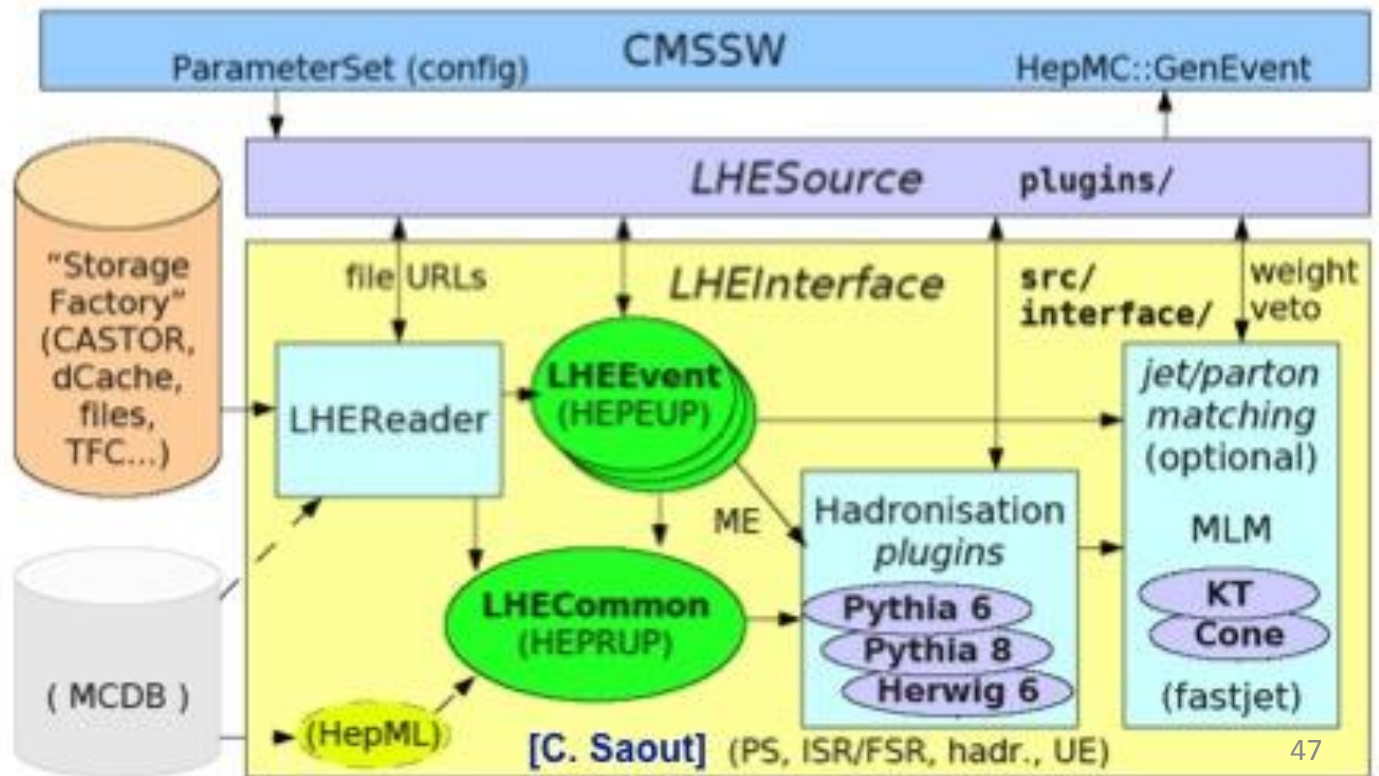 CMSSW
ParameterSet (config)
HepMC::GenEvent
LHESource plugins/
"Storage
Factory"
(CASTOR,
dCache,
files,
TFC...)
file URLs
LHEInterface
src/
interface/
weight
veto
LHEReader
LHEEvent
(HEPEUP)
jet/parton
matching
(optional)
MLM
KT
Cone
(fastjet)
ME
Hadronisation
plugins
Pythia 6
Pythia 8
Herwig 6
LHECommon
(HEPRUP)
( MCDB )
(HepML)
[C. Saout] (PS, ISR/FSR, hadr., UE)
47